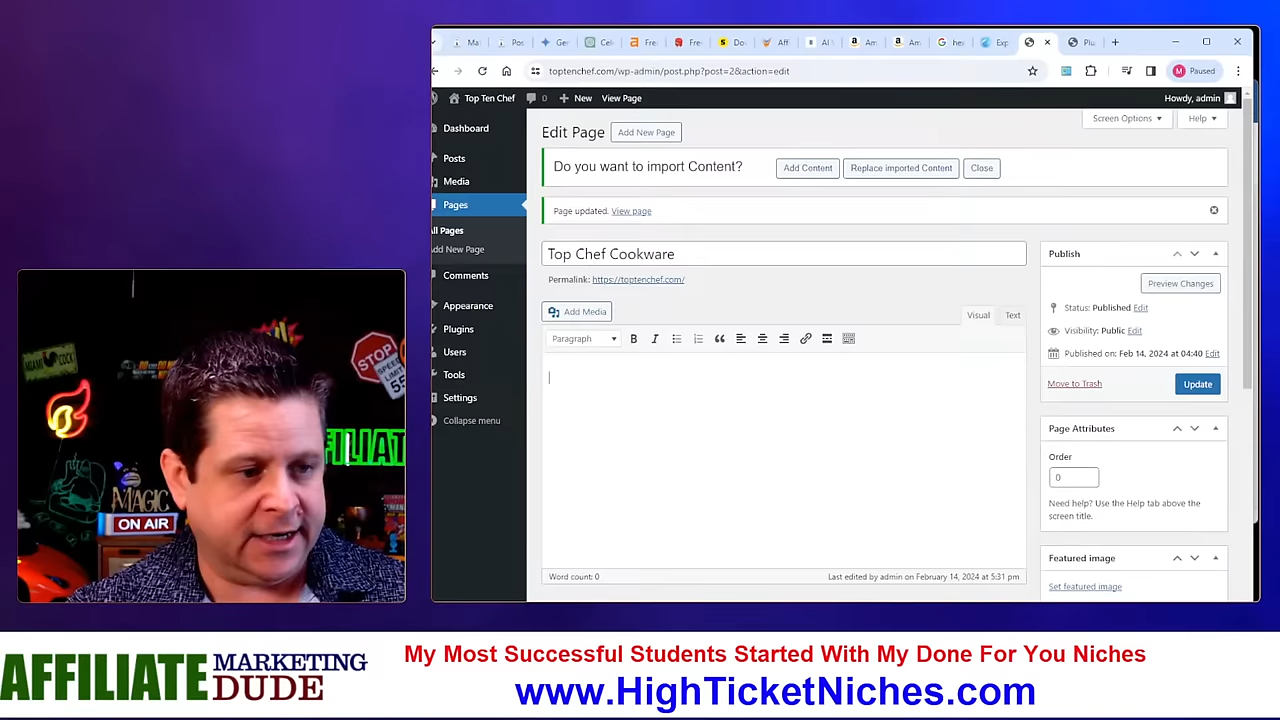 Ma
Pos
Ge
Cal
Fre
Fre
Do
Aff
AI
Am
Am
he
Exp
Plu
toptenchef.com/wp-admin/post.php?post=2&action=edit
M Paused
Top Ten Chef 0 New View Page Howdy, admin
Screen Options Help
Edit Page Add New Page
Do you want to import Content? Add Content Replace imported Content Close
Page updated. View page
Dashboard
Posts
Media
Pages
All Pages
Add New Page
Comments
Appearance
Plugins
Users
Tools
Settings
Collapse menu
Top Chef Cookware
Permalink: https://toptenchef.com/
Add Media Visual Text
Paragraph B I
Word count: 0 Last edited by admin on February 14, 2024 at 5:31 pm
Publish
Preview Changes
Status: Published Edit
Visibility: Public Edit
Published on: Feb 14, 2024 at 04:40 Edit
Move to Trash Update
Page Attributes
Order
0
Need help? Use the Help tab above the
screen title.
Featured image
Set featured image
MIAMI COCK
STOP
SPEED
55
FILIAT
MAGIC
ON AIR
AFFILIATE MARKETING DUDE
My Most Successful Students Started With My Done For You Niches
www.HighTicketNiches.com